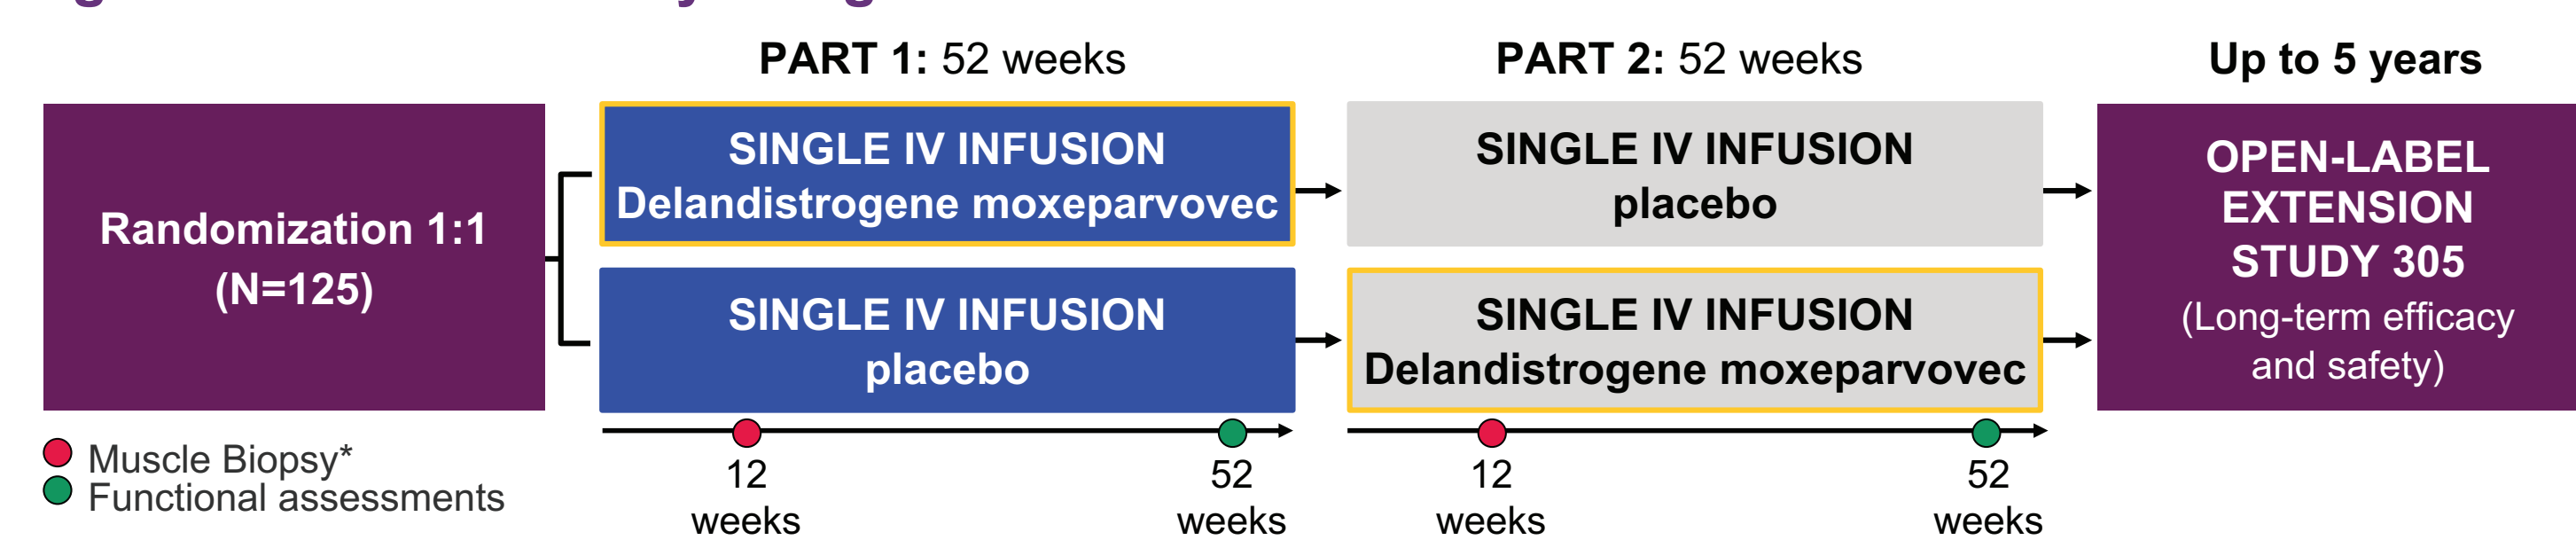 PART 1: 52 weeks
PART 2: 52 weeks
Up to 5 years
Randomization 1:1
(N=125)
SINGLE IV INFUSION
Delandistrogene moxeparvovec
SINGLE IV INFUSION
placebo
SINGLE IV INFUSION
placebo
SINGLE IV INFUSION
Delandistrogene moxeparvovec
OPEN-LABEL
EXTENSION
STUDY 305
(Long-term efficacy
and safety)
Muscle Biopsy*
Functional assessments
12
weeks
52
weeks
12
weeks
52
weeks